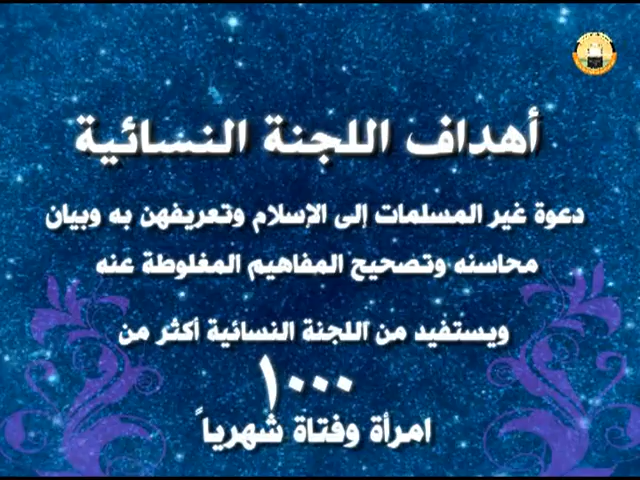 أهداف اللجنة النسائية
دعوة غير المسلمات إلى الإسلام وتعريفهن به وبيان
محاسنه وتصحيح المفاهيم المغلوطة عنه
ويستفيد من اللجنة النسائية أكثر من
١٠٠٠
امرأة وفتاة شهرياً